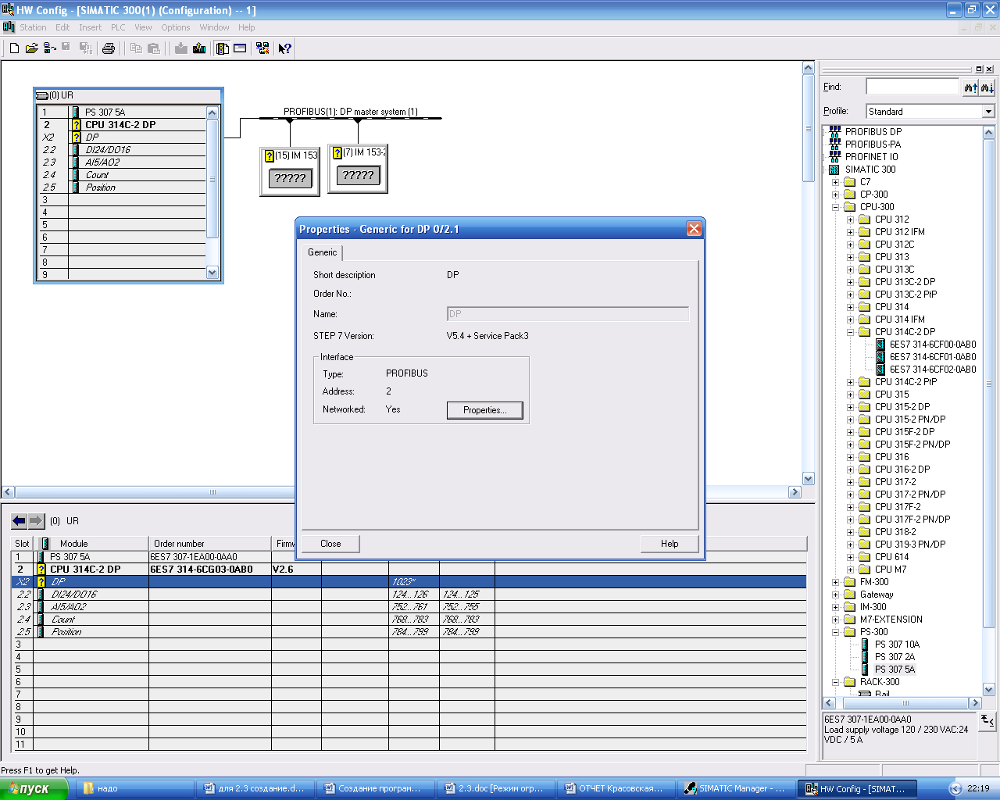 HW Config - [SIMATIC 300(1) (Configuration) -- 1]
Station Edit Insert PLC View Options Window Help
(0) UR
1 PS 307 5A
2 CPU 314C-2 DP
X2 DP
2.2 DI24/DO16
2.3 AI5/AO2
2.4 Count
2.5 Position
3
4
5
6
7
8
9
PROFIBUS(1): DP master system (1)
(15) IM 153
?????
(7) IM 153-2
?????
Properties - Generic for DP 0/2.1
Generic
Short description DP
Order No.:
Name: DP
STEP 7 Version: V5.4 + Service Pack3
Interface
Type: PROFIBUS
Address: 2
Networked: Yes
Properties...
Close Help
Find:
Profile: Standard
PROFIBUS DP
PROFIBUS-PA
PROFINET IO
SIMATIC 300
C7
CP-300
CPU-300
CPU 312
CPU 312 IFM
CPU 312C
CPU 313
CPU 313C
CPU 313C-2 DP
CPU 313C-2 PtP
CPU 314
CPU 314 IFM
CPU 314C-2 DP
6ES7 314-6CF00-0AB0
6ES7 314-6CF01-0AB0
6ES7 314-6CF02-0AB0
CPU 314C-2 PtP
CPU 315
CPU 315-2 DP
CPU 315-2 PN/DP
CPU 315F-2 DP
CPU 315F-2 PN/DP
CPU 316
CPU 316-2 DP
CPU 317-2
CPU 317-2 PN/DP
CPU 317F-2
CPU 317F-2 PN/DP
CPU 318-2
CPU 319-3 PN/DP
CPU 614
CPU M7
FM-300
Gateway
IM-300
M7-EXTENSION
PS-300
PS 307 10A
PS 307 2A
PS 307 5A
RACK-300
Rail
6ES7 307-1EA00-0AA0
Load supply voltage 120 / 230 VAC:24
VDC / 5 A
(0) UR
Slot Module Order number Firmw
1 PS 307 5A 6ES7 307-1EA00-0AA0
2 CPU 314C-2 DP 6ES7 314-6CG03-0AB0 V2.6
X2 DP 1023*
2.2 DI24/DO16 124...126 124...125
2.3 AI5/AO2 752...761 752...755
2.4 Count 768...783 768...783
2.5 Position 784...799 784...799
3
4
5
6
7
8
9
10
11
Press F1 to get Help.
пуск надо для 2.3 создание.d... Создание програм... 2.3.doc [Режим огр... ОТЧЕТ Красовская... SIMATIC Manager - ... HW Config - [SIMAT... 22:19